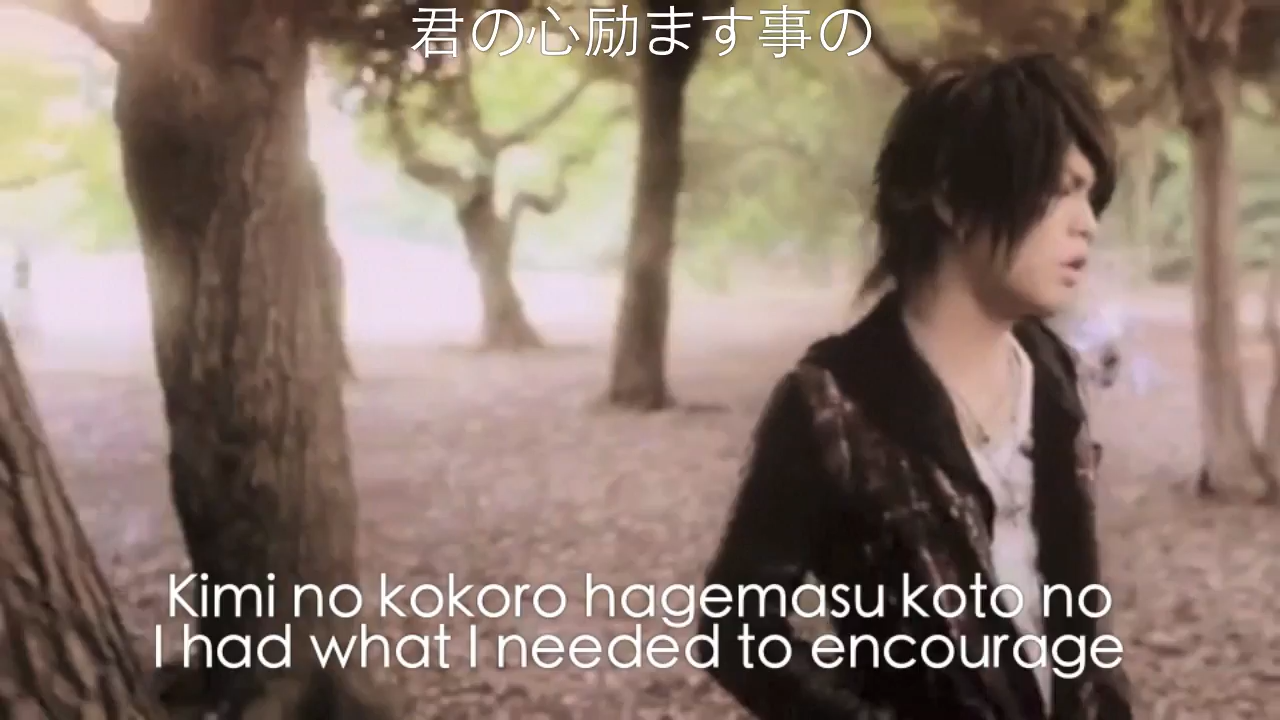 君の心励ます事の
Kimi no kokoro hagemasu koto no
I had what I needed to encourage